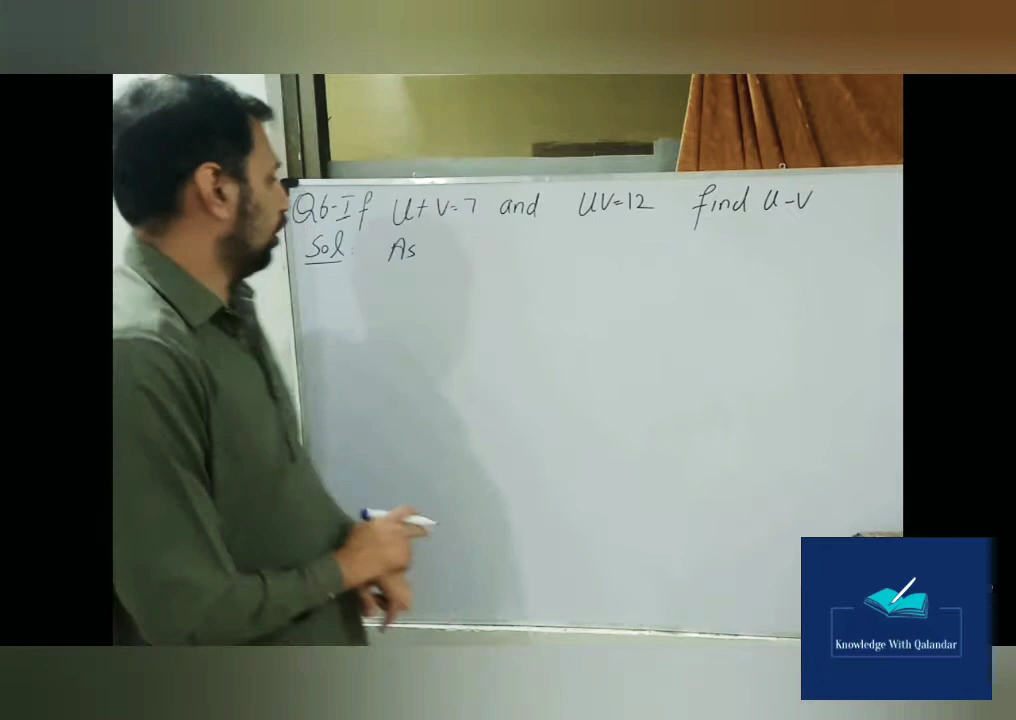 Q6-If U+V=7 and UV=12 find U-V
Sol: As
Knowledge With Qalandar